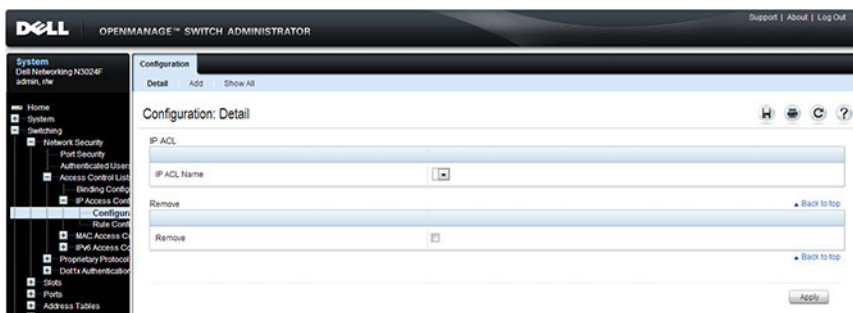 Support | About | Log Out
DELL OPENMANAGE™ SWITCH ADMINISTRATOR
System
Dell Networking N3024F
admin, r/w
Home
System
Switching
Network Security
Port Security
Authenticated Users
Access Control Lists
Binding Config
IP Access Cont
Configura
Rule Conf
MAC Access C
IPv6 Access Co
Proprietary Protocol
Dot1x Authentication
Slots
Ports
Address Tables
Configuration
Detail Add Show All
Configuration: Detail
IP ACL
IP ACL Name
Remove
Back to top
Remove
Back to top
Apply